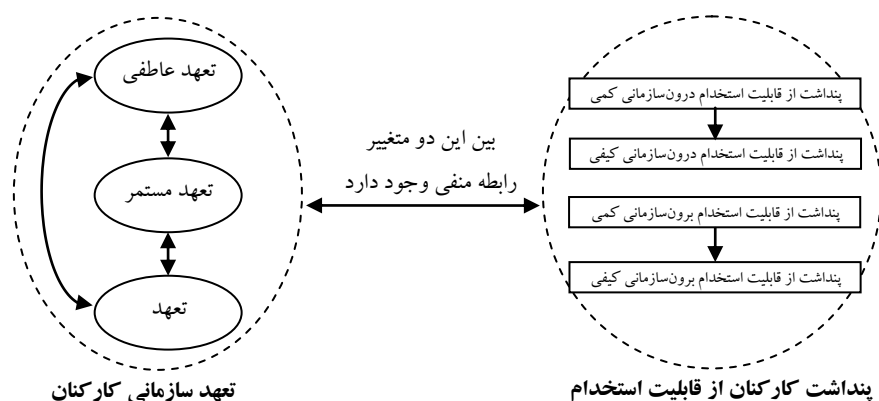 تعهد عاطفی
تعهد مستمر
تعهد
تعهد سازمانی کارکنان
بین این دو متغییر
رابطه منفی وجود دارد
پنداشت از قابلیت استخدام درون‌سازمانی کمی
پنداشت از قابلیت استخدام درون‌سازمانی کیفی
پنداشت از قابلیت استخدام برون‌سازمانی کمی
پنداشت از قابلیت استخدام برون‌سازمانی کیفی
پنداشت کارکنان از قابلیت استخدام